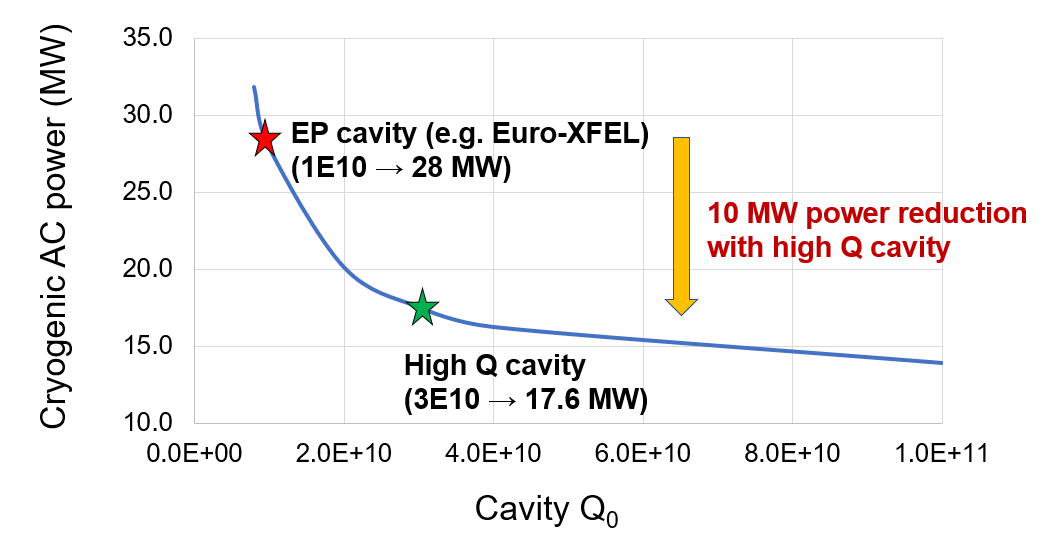 Cryogenic AC power (MW)
35.0
30.0
25.0
20.0
15.0
10.0
EP cavity (e.g. Euro-XFEL)
(1E10 → 28 MW)
10 MW power reduction
with high Q cavity
High Q cavity
(3E10 → 17.6 MW)
0.0E+00 2.0E+10 4.0E+10 6.0E+10 8.0E+10 1.0E+11
Cavity Q₀